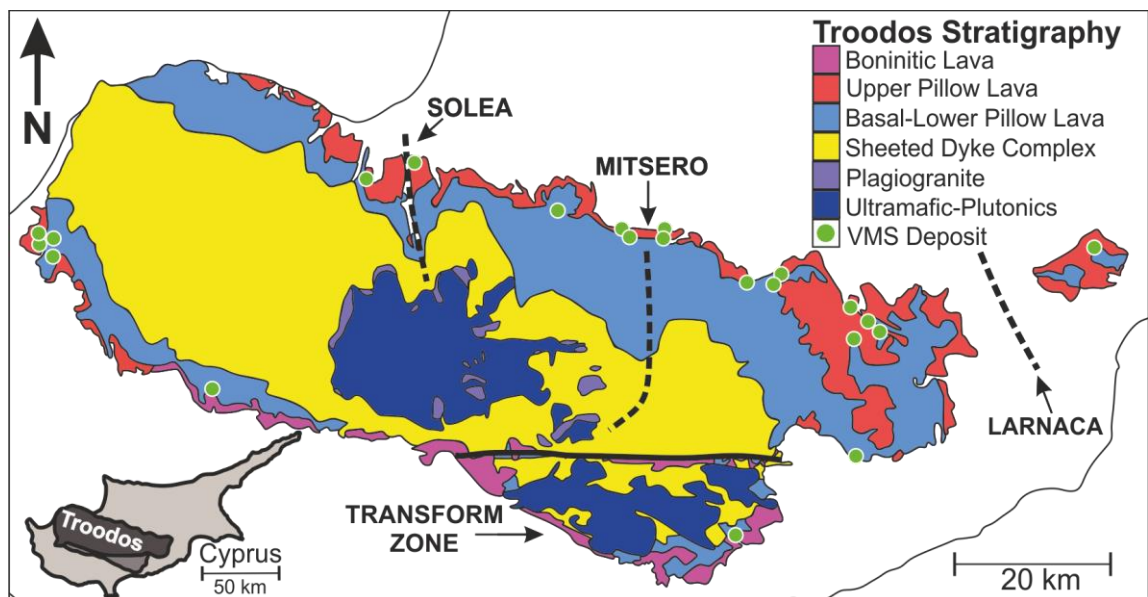 Troodos Stratigraphy
Boninitic Lava
Upper Pillow Lava
Basal-Lower Pillow Lava
Sheeted Dyke Complex
Plagiogranite
Ultramafic-Plutonics
VMS Deposit
N
SOLEA
MITSERO
LARNACA
TRANSFORM
ZONE
Troodos
Cyprus
50 km
20 km